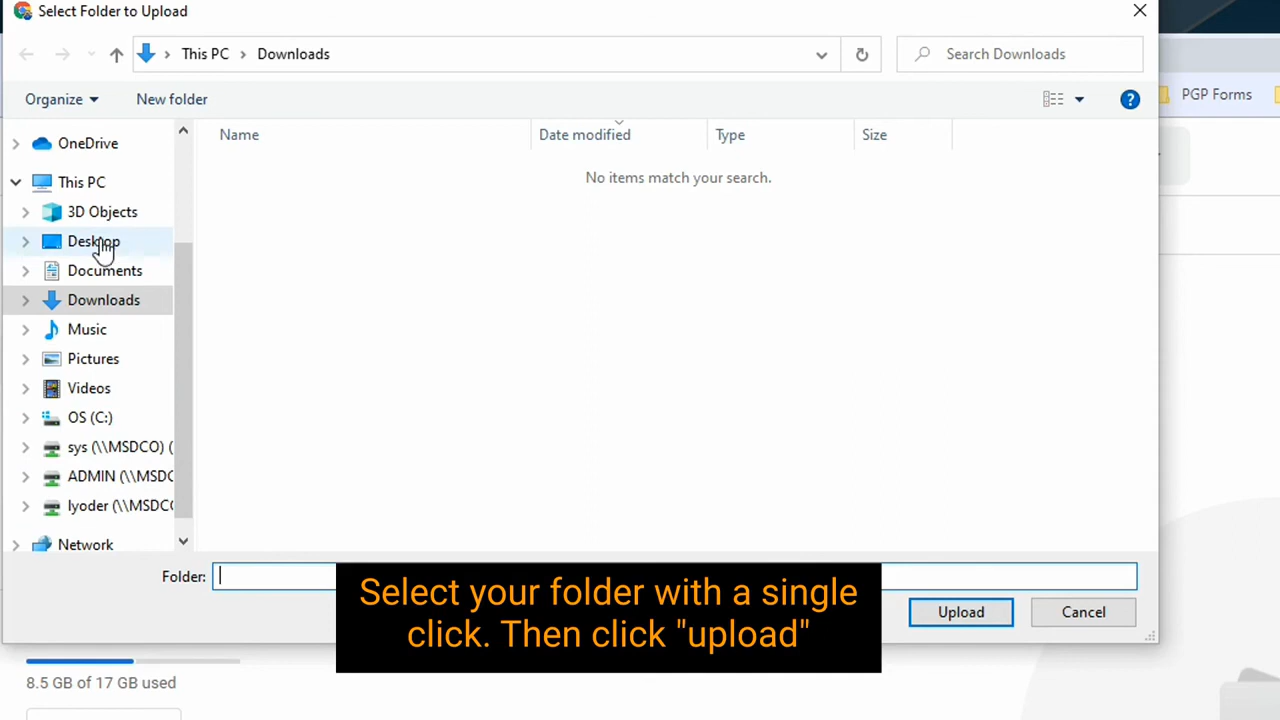 Select Folder to Upload
This PC > Downloads
Search Downloads
Organize
New folder
PGP Forms
Name
Date modified
Type
Size
No items match your search.
OneDrive
This PC
3D Objects
Desktop
Documents
Downloads
Music
Pictures
Videos
OS (C:)
sys (\\MSDCO) (
ADMIN (\\MSDC
lyoder (\\MSDCC
Network
Folder:
Select your folder with a single
click. Then click "upload"
Upload
Cancel
8.5 GB of 17 GB used